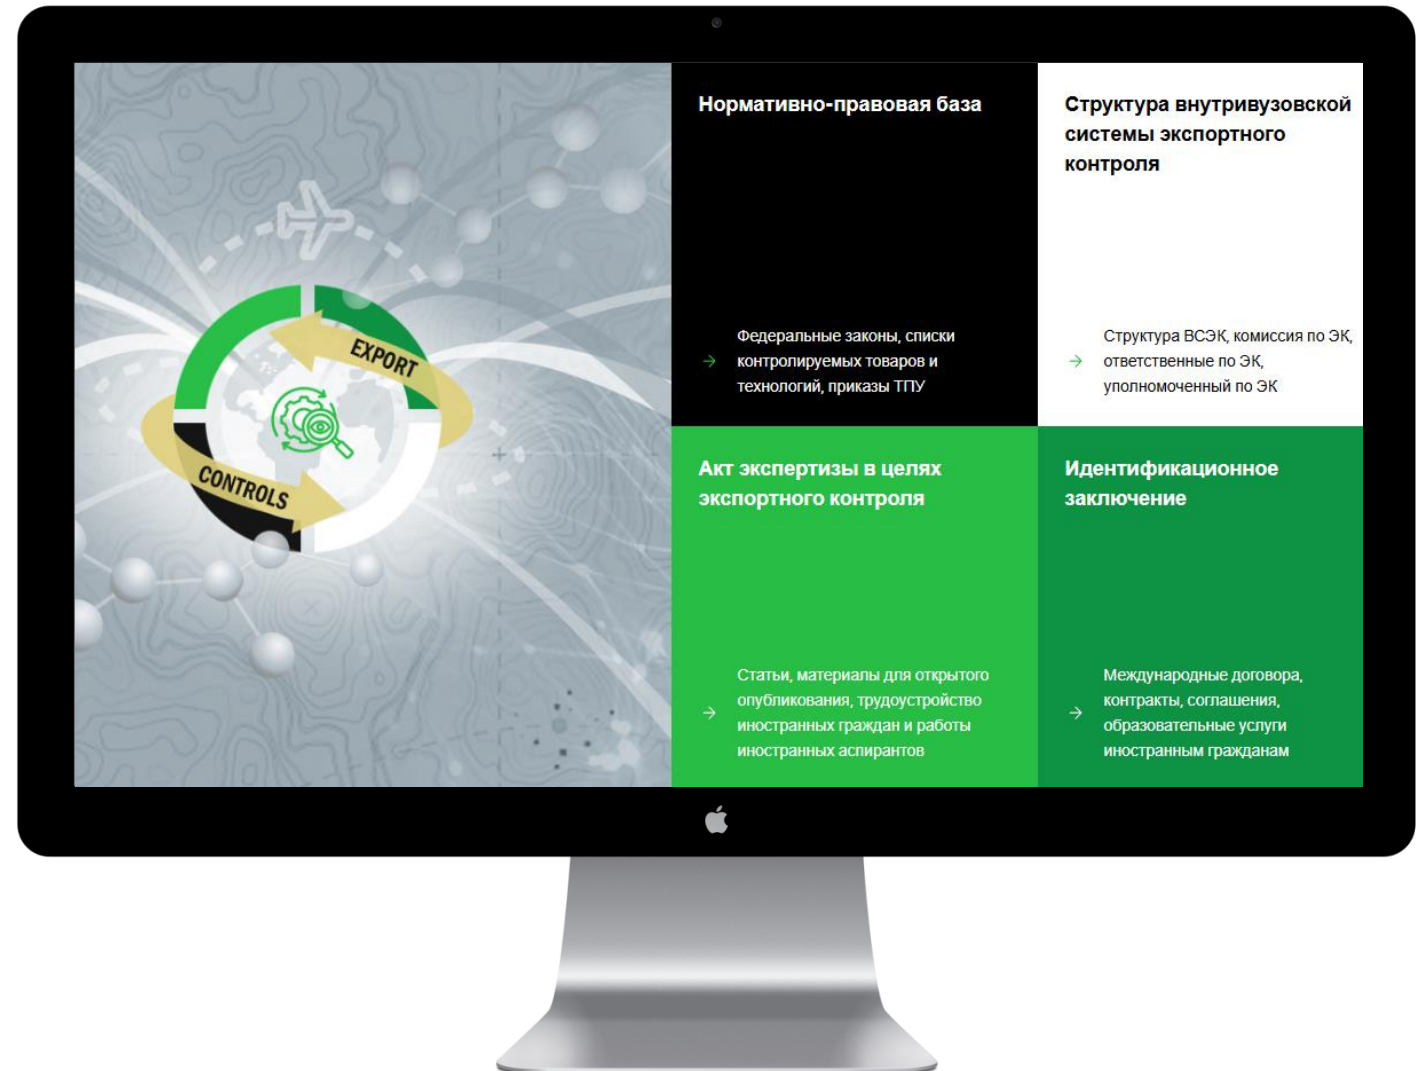 EXPORT
CONTROLS
Нормативно-правовая база
Федеральные законы, списки
контролируемых товаров и
технологий, приказы ТПУ
Структура внутривузовской
системы экспортного
контроля
Структура ВСЭК, комиссия по ЭК,
ответственные по ЭК,
уполномоченный по ЭК
Акт экспертизы в целях
экспортного контроля
Статьи, материалы для открытого
опубликования, трудоустройство
иностранных граждан и работы
иностранных аспирантов
Идентификационное
заключение
Международные договора,
контракты, соглашения,
образовательные услуги
иностранным гражданам